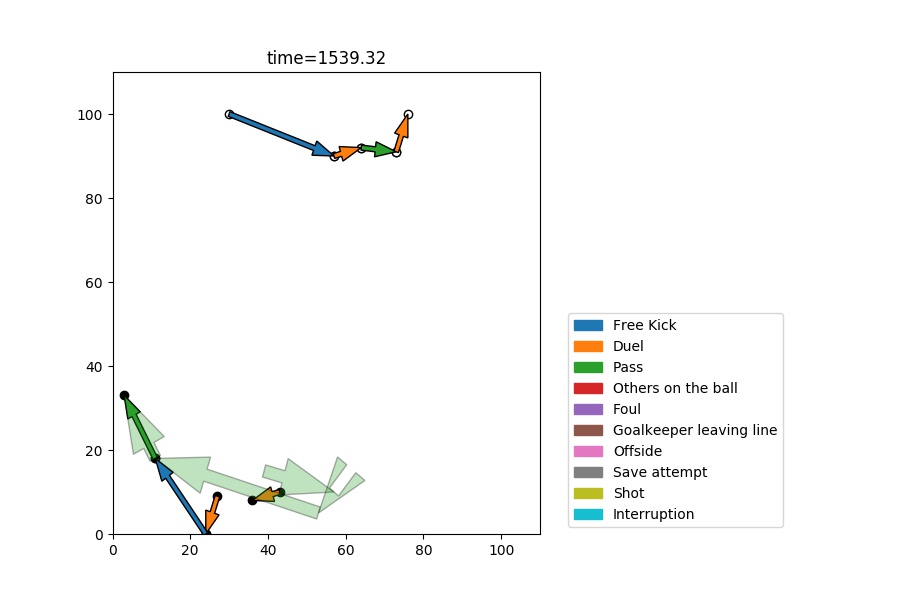 time=1539.32
100
80
60
40
20
0
0 20 40 60 80 100
Free Kick
Duel
Pass
Others on the ball
Foul
Goalkeeper leaving line
Offside
Save attempt
Shot
Interruption